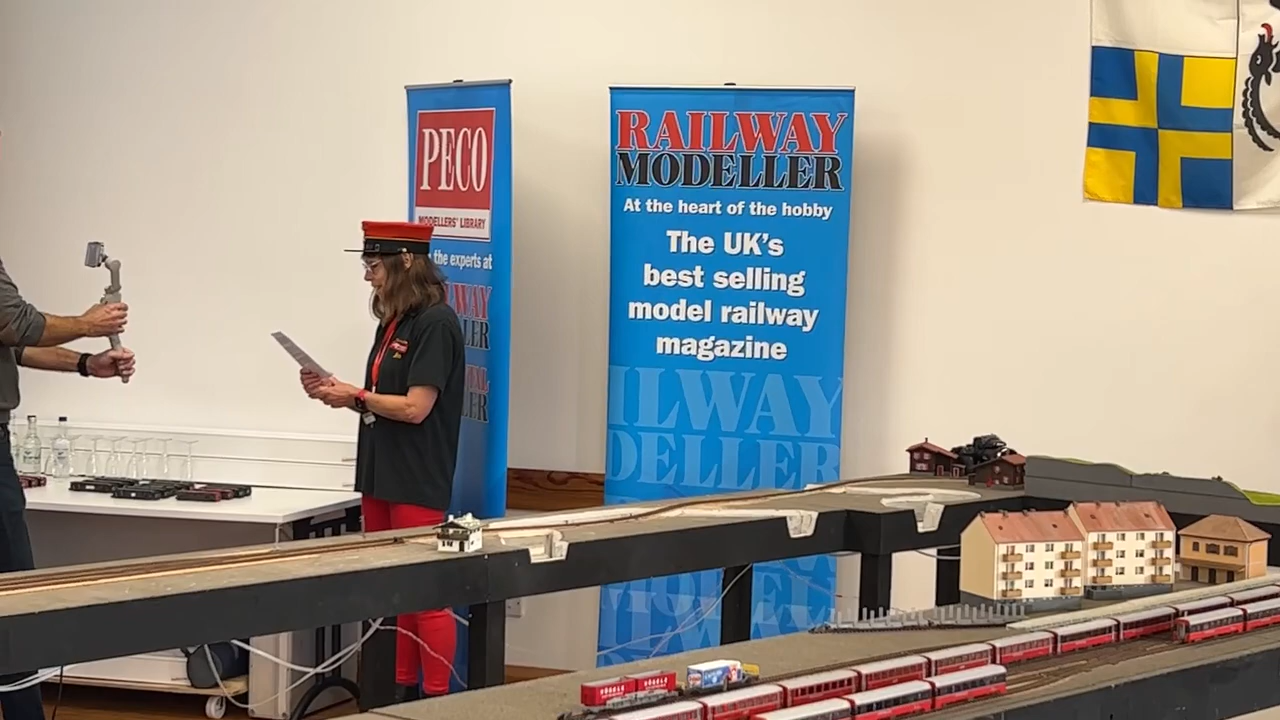 PECO
MODELLERS' LIBRARY
the experts at
RAILWAY
MODELLER
At the heart of the hobby
The UK's
best selling
model railway
magazine